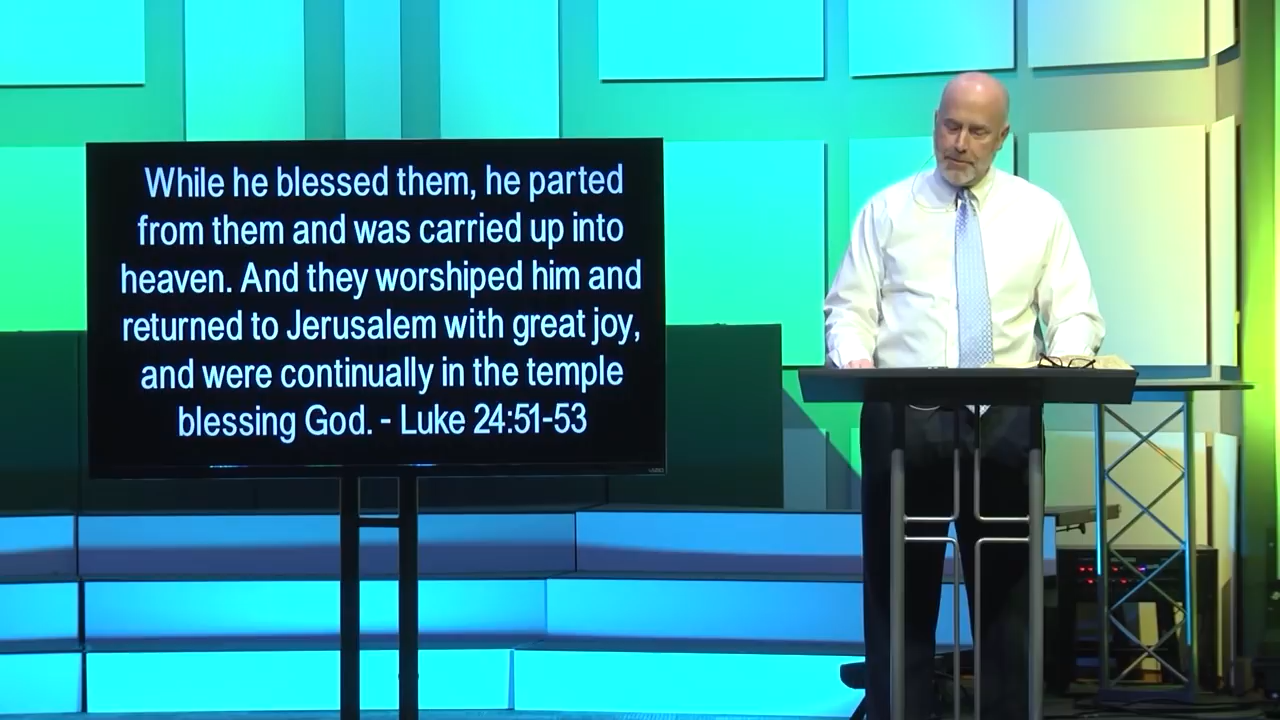 While he blessed them, he parted
from them and was carried up into
heaven. And they worshiped him and
returned to Jerusalem with great joy,
and were continually in the temple
blessing God. - Luke 24:51-53
VIZIO